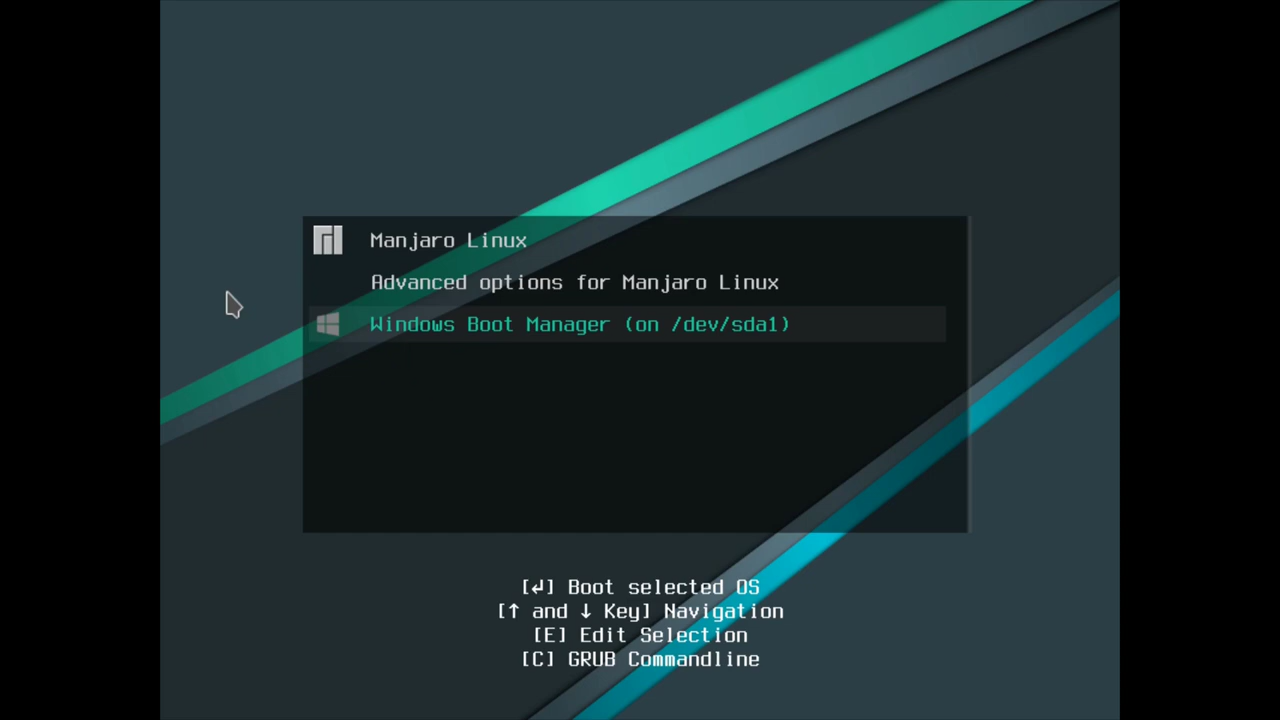 Manjaro Linux
Advanced options for Manjaro Linux
Windows Boot Manager (on /dev/sda1)
[↲] Boot selected OS
[↑ and ↓ Key] Navigation
[E] Edit Selection
[C] GRUB Commandline